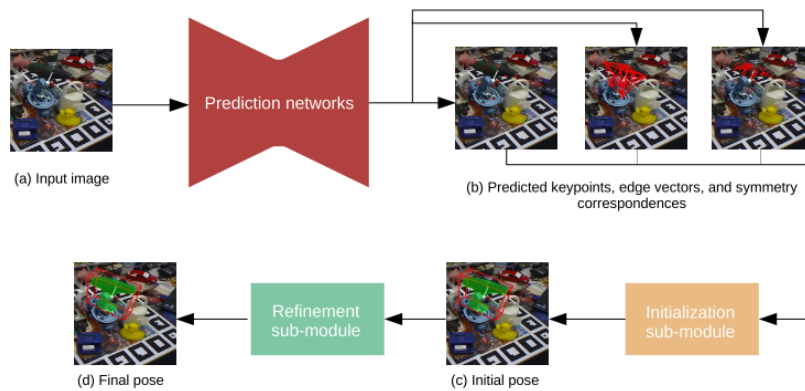 Prediction networks
(a) Input image
(b) Predicted keypoints, edge vectors, and symmetry
correspondences
Refinement
sub-module
Initialization
sub-module
(d) Final pose
(c) Initial pose